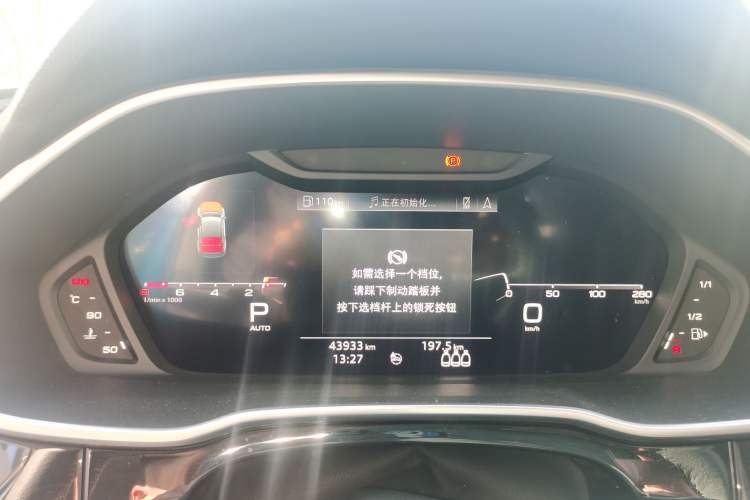 P
110
正在初始化...
120
°C
90
50
8
6
4
2
1/min x 1000
P
AUTO
如需选择一个档位,
请踩下制动踏板并
按下选档杆上的锁死按钮
0
50
100
260
km/h
0
km/h
1/1
1/2
R
43933 km
197.5 km
13:27